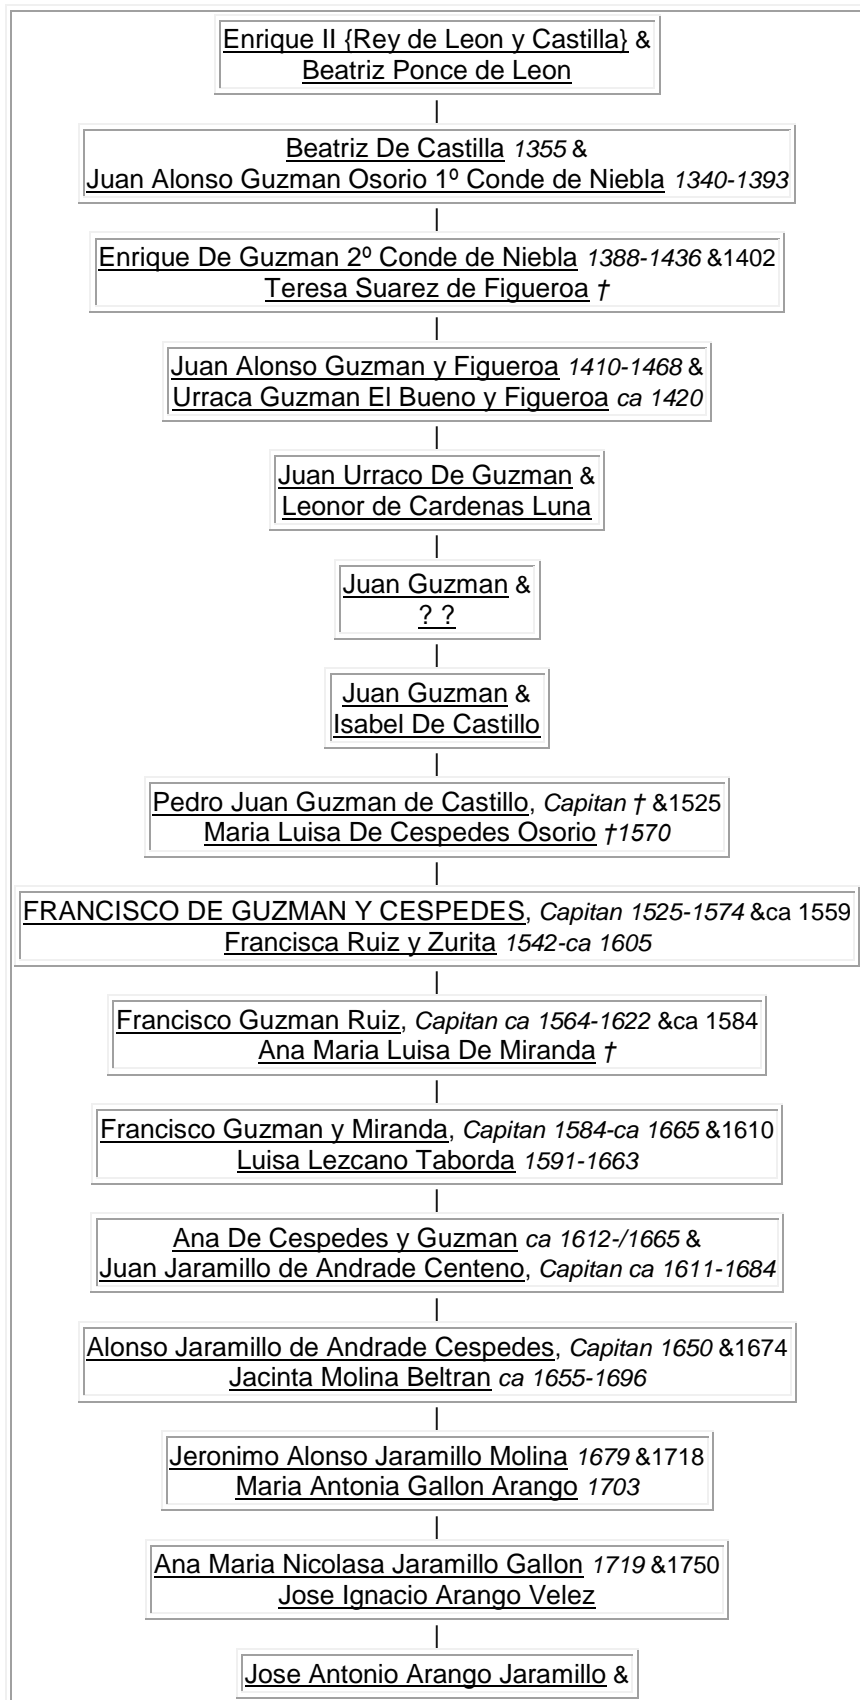 Enrique II {Rey de Leon y Castilla} &
Beatriz Ponce de Leon
|
Beatriz De Castilla 1355 &
Juan Alonso Guzman Osorio 1º Conde de Niebla 1340-1393
|
Enrique De Guzman 2º Conde de Niebla 1388-1436 &1402
Teresa Suarez de Figueroa †
|
Juan Alonso Guzman y Figueroa 1410-1468 &
Urraca Guzman El Bueno y Figueroa ca 1420
|
Juan Urraco De Guzman &
Leonor de Cardenas Luna
|
Juan Guzman &
? ?
|
Juan Guzman &
Isabel De Castillo
|
Pedro Juan Guzman de Castillo, Capitan † &1525
Maria Luisa De Cespedes Osorio †1570
|
FRANCISCO DE GUZMAN Y CESPEDES, Capitan 1525-1574 &ca 1559
Francisca Ruiz y Zurita 1542-ca 1605
|
Francisco Guzman Ruiz, Capitan ca 1564-1622 &ca 1584
Ana Maria Luisa De Miranda †
|
Francisco Guzman y Miranda, Capitan 1584-ca 1665 &1610
Luisa Lezcano Taborda 1591-1663
|
Ana De Cespedes y Guzman ca 1612-/1665 &
Juan Jaramillo de Andrade Centeno, Capitan ca 1611-1684
|
Alonso Jaramillo de Andrade Cespedes, Capitan 1650 &1674
Jacinta Molina Beltran ca 1655-1696
|
Jeronimo Alonso Jaramillo Molina 1679 &1718
Maria Antonia Gallon Arango 1703
|
Ana Maria Nicolasa Jaramillo Gallon 1719 &1750
Jose Ignacio Arango Velez
|
Jose Antonio Arango Jaramillo &